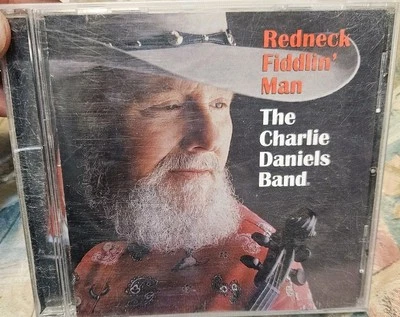 Redneck
Fiddlin'
Man
The
Charlie
Daniels
Band